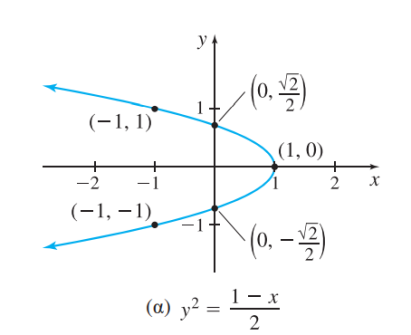 y
(0, √2/2)
1
(−1, 1)
(1, 0)
−2 −1 1 2 x
(−1, −1)
−1
(0, −√2/2)
(α) y² = (1 − x)/2